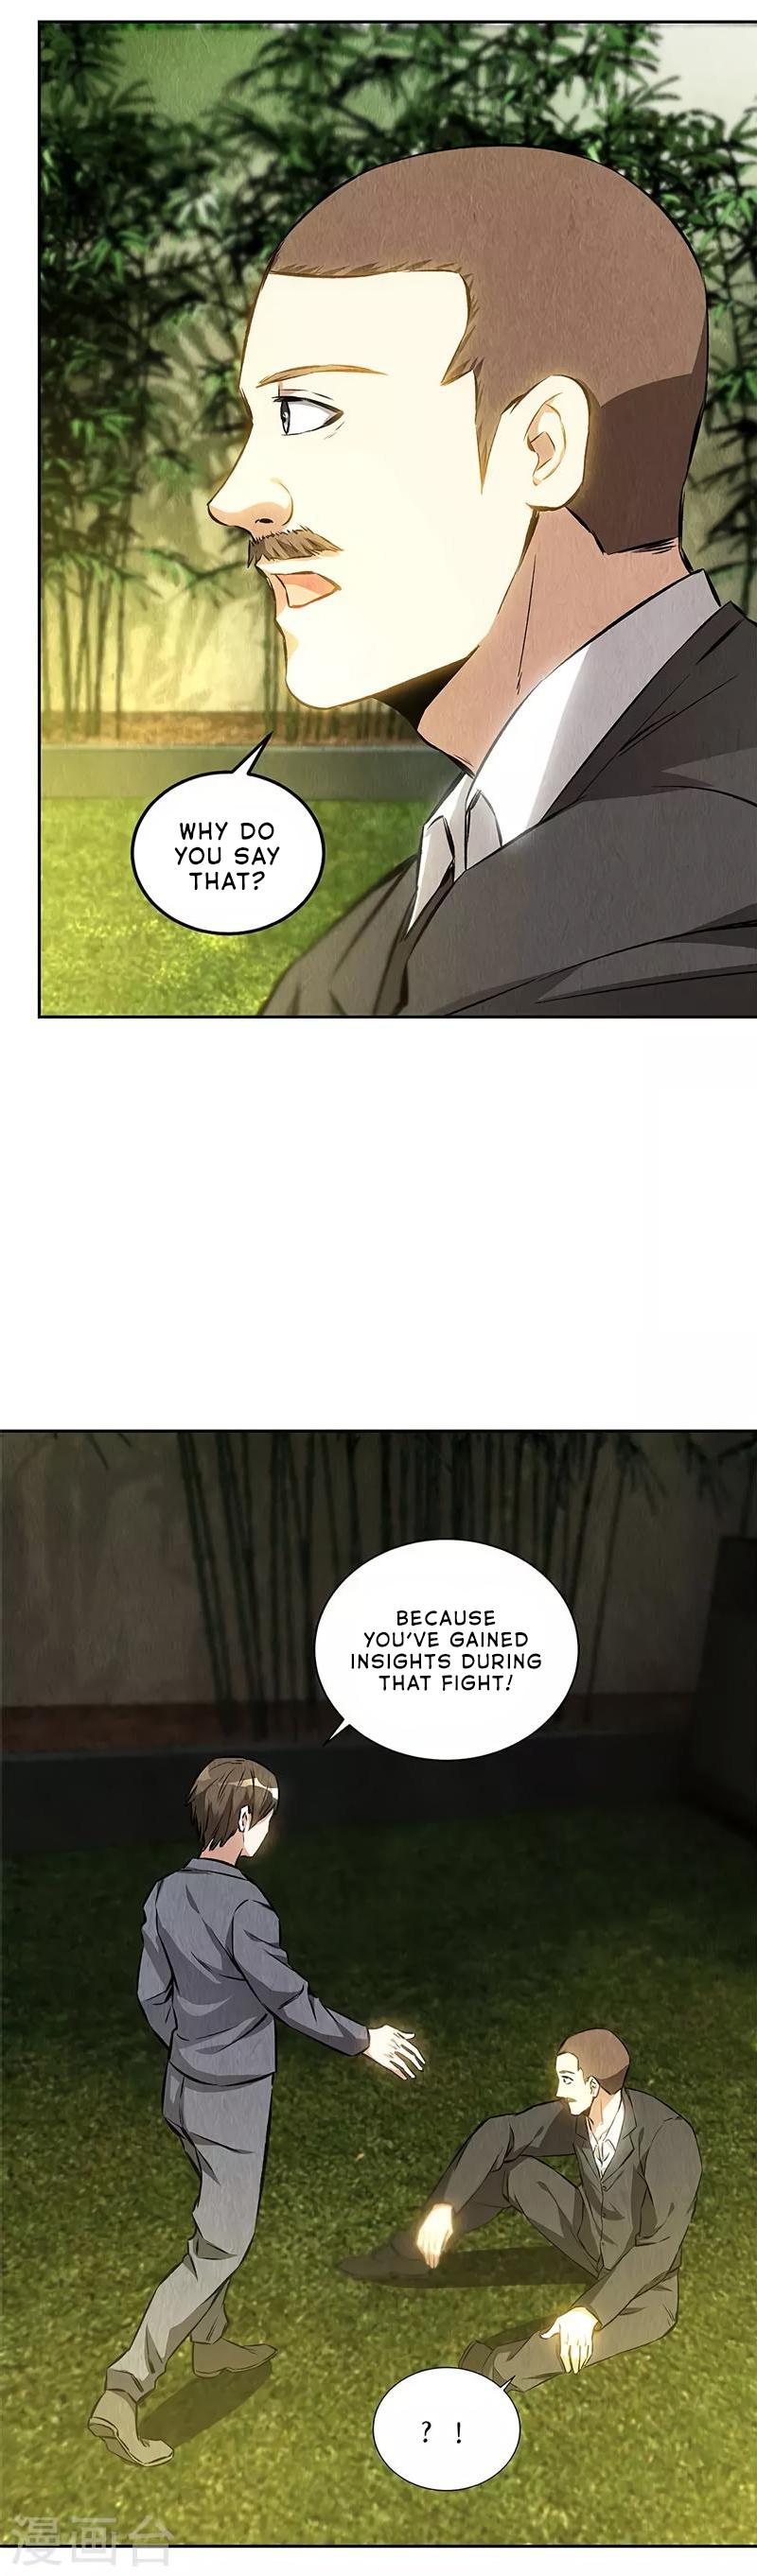 WHY DO
YOU SAY
THAT?
BECAUSE
YOU'VE GAINED
INSIGHTS DURING
THAT FIGHT!
? !
漫画台